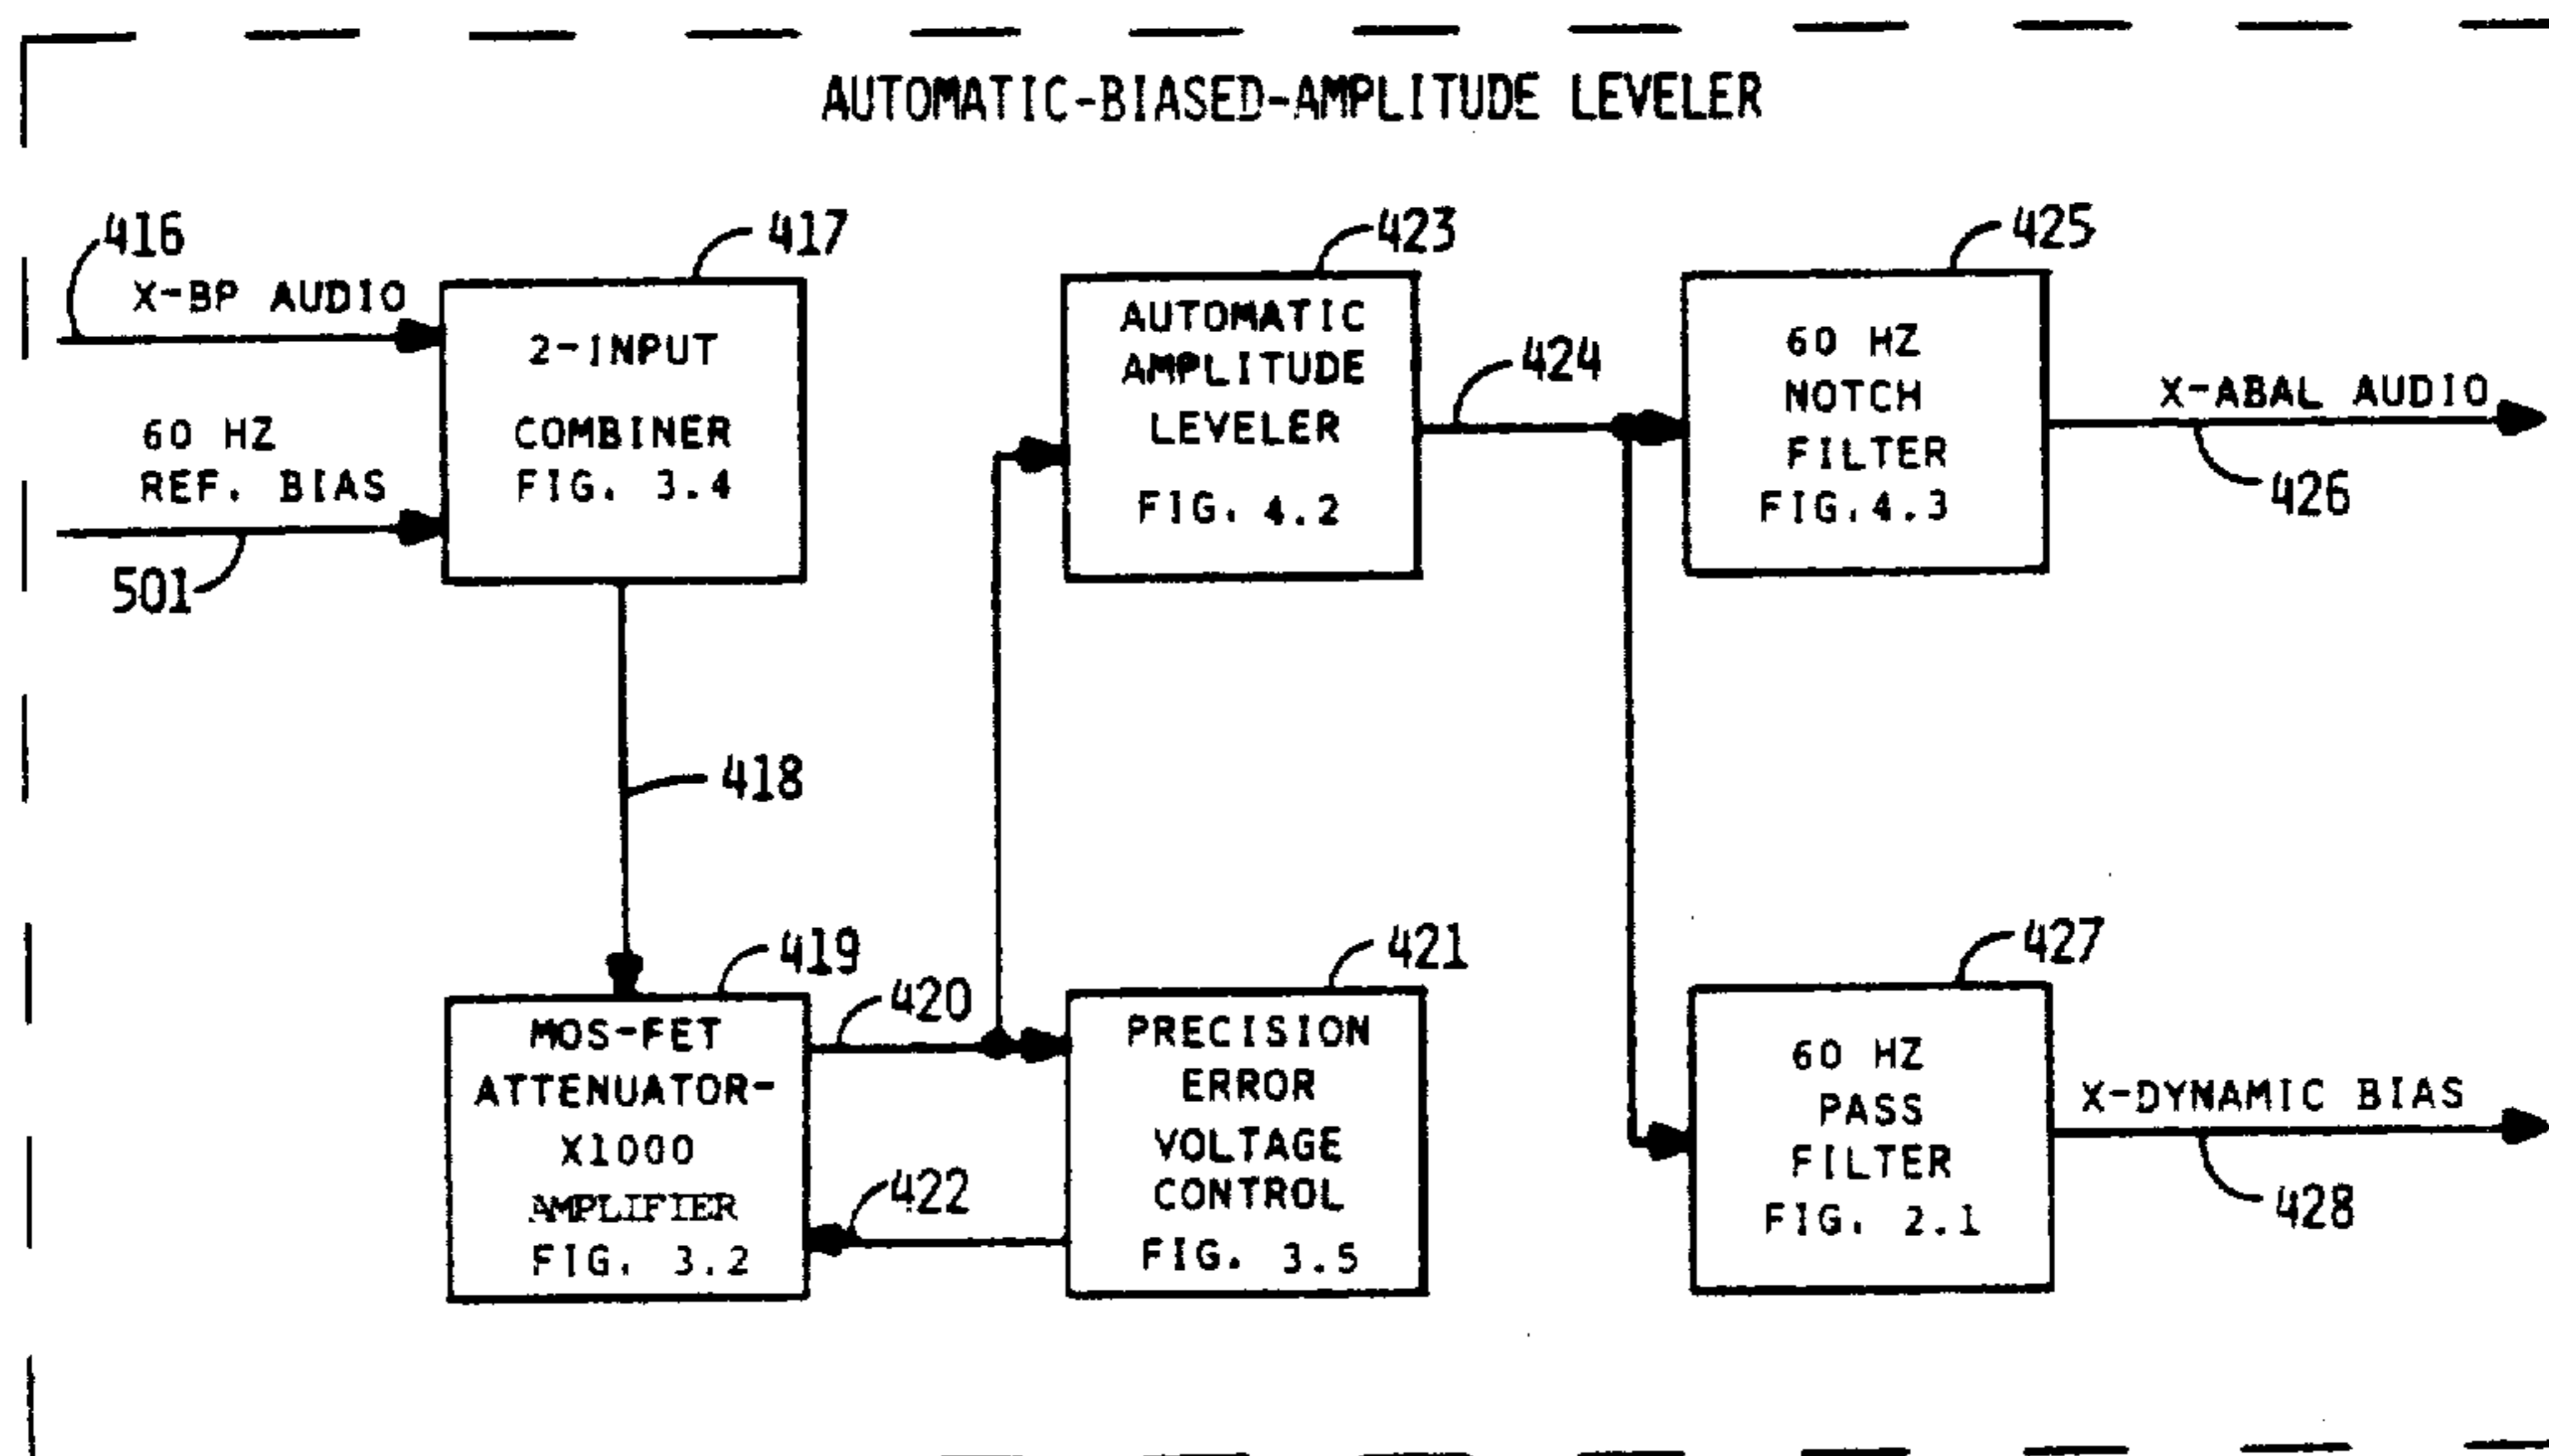 AUTOMATIC-BIASED-AMPLITUDE LEVELER
416
X-BP AUDIO
60 HZ
REF. BIAS
501
417
2-INPUT
COMBINER
FIG. 3.4
418
423
AUTOMATIC
AMPLITUDE
LEVELER
FIG. 4.2
424
425
60 HZ
NOTCH
FILTER
FIG.4.3
X-ABAL AUDIO
426
419
MOS-FET
ATTENUATOR-
X1000
AMPLIFIER
FIG. 3.2
420
422
421
PRECISION
ERROR
VOLTAGE
CONTROL
FIG. 3.5
427
60 HZ
PASS
FILTER
FIG. 2.1
X-DYNAMIC BIAS
428